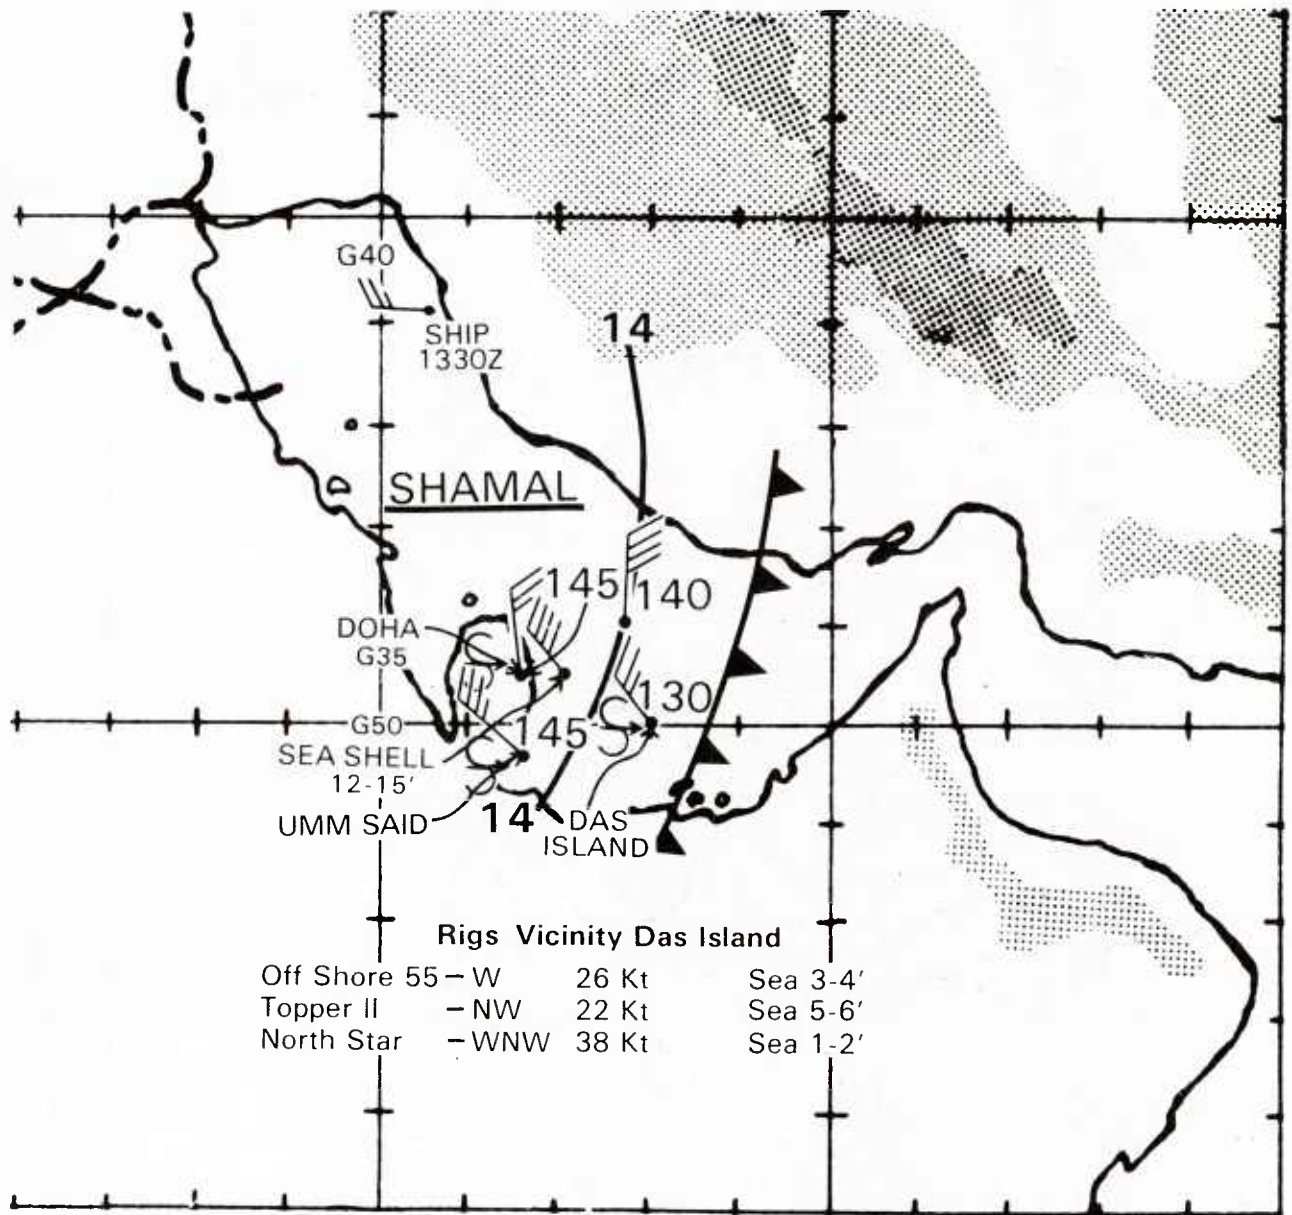 G40
SHIP
1330Z
14
SHAMAL
145
140
DOHA
G35
130
G50
145
SEA SHELL
12-15'
UMM SAID
14
DAS
ISLAND
Rigs Vicinity Das Island
Off Shore 55 – W 26 Kt Sea 3-4'
Topper II – NW 22 Kt Sea 5-6'
North Star – WNW 38 Kt Sea 1-2'